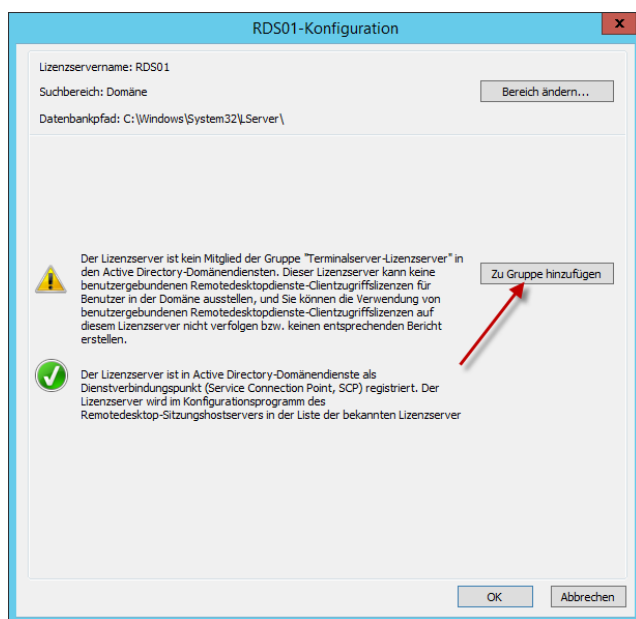 RDS01-Konfiguration
x
Lizenzservername: RDS01
Suchbereich: Domäne
Bereich ändern...
Datenbankpfad: C:\Windows\System32\LServer\
Der Lizenzserver ist kein Mitglied der Gruppe "Terminalserver-Lizenzserver" in
den Active Directory-Domänendiensten. Dieser Lizenzserver kann keine
benutzergebundenen Remotedesktopdienste-Clientzugriffslizenzen für
Benutzer in der Domäne ausstellen, und Sie können die Verwendung von
benutzergebundenen Remotedesktopdienste-Clientzugriffslizenzen auf
diesem Lizenzserver nicht verfolgen bzw. keinen entsprechenden Bericht
erstellen.
Zu Gruppe hinzufügen
Der Lizenzserver ist in Active Directory-Domänendienste als
Dienstverbindungspunkt (Service Connection Point, SCP) registriert. Der
Lizenzserver wird im Konfigurationsprogramm des
Remotedesktop-Sitzungshostservers in der Liste der bekannten Lizenzserver
OK
Abbrechen